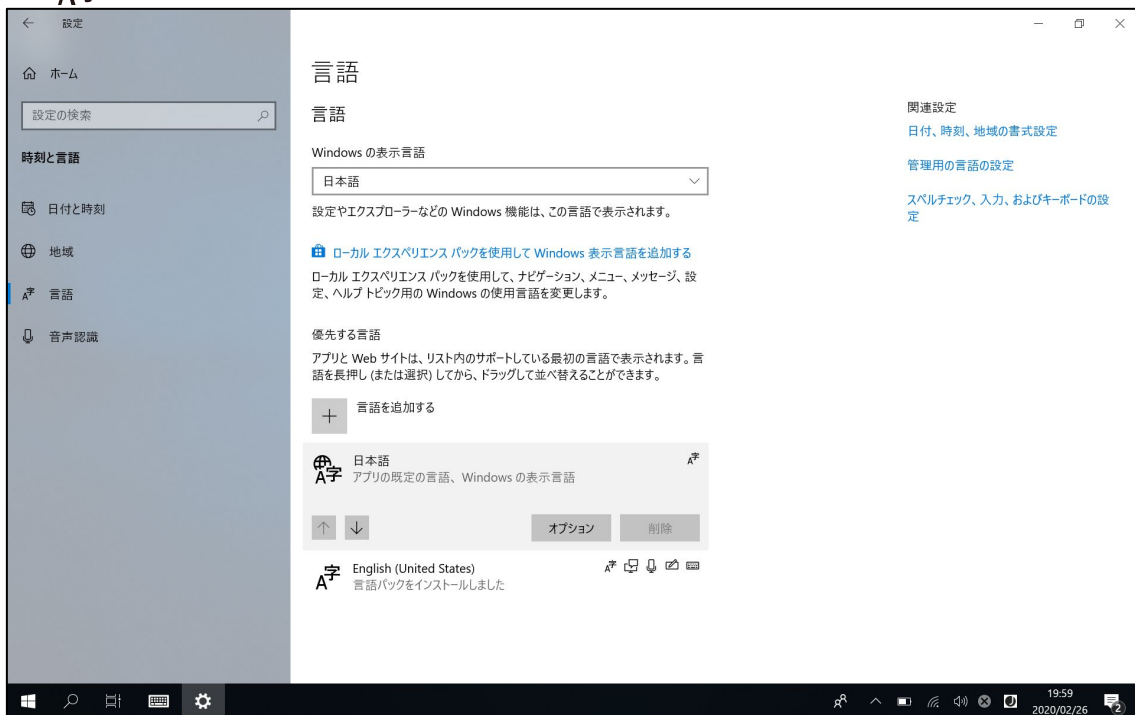 設定
ホーム
設定の検索
時刻と言語
日付と時刻
地域
言語
音声認識
言語
言語
Windows の表示言語
日本語
設定やエクスプローラーなどの Windows 機能は、この言語で表示されます。
ローカル エクスペリエンス パックを使用して Windows 表示言語を追加する
ローカル エクスペリエンス パックを使用して、ナビゲーション、メニュー、メッセージ、設
定、ヘルプ トピック用の Windows の使用言語を変更します。
優先する言語
アプリと Web サイトは、リスト内のサポートしている最初の言語で表示されます。言
語を長押し (または選択) してから、ドラッグして並べ替えることができます。
言語を追加する
日本語
アプリの既定の言語、Windows の表示言語
オプション
削除
English (United States)
言語パックをインストールしました
関連設定
日付、時刻、地域の書式設定
管理用の言語の設定
スペルチェック、入力、およびキーボードの設
定
19:59
2020/02/26
2